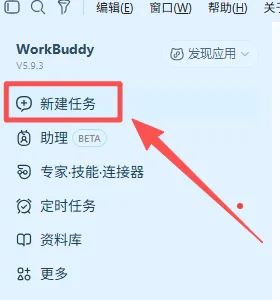 编辑(E) 窗口(W) 帮助(H)
WorkBuddy
V5.9.3
发现应用
新建任务
助理 BETA
专家·技能·连接器
定时任务
资料库
更多